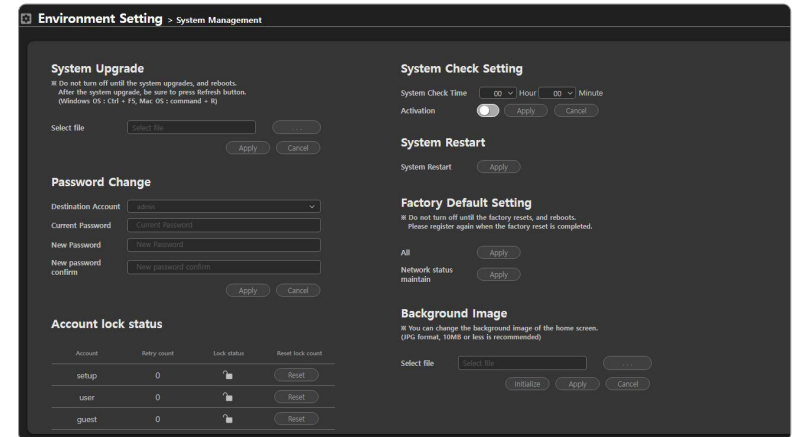 Environment Setting > System Management
System Upgrade
※ Do not turn off until the system upgrades, and reboots.
After the system upgrade, be sure to press Refresh button.
(Windows OS : Ctrl + F5, Mac OS : command + R)
Select file
Select file
. . .
Apply
Cancel
Password Change
Destination Account
admin
Current Password
Current Password
New Password
New Password
New password
confirm
New password confirm
Apply
Cancel
Account lock status
Account Retry count Lock status Reset lock count
setup 0 Reset
user 0 Reset
guest 0 Reset
System Check Setting
System Check Time 00 Hour 00 Minute
Activation Apply Cancel
System Restart
System Restart Apply
Factory Default Setting
※ Do not turn off until the factory resets, and reboots.
Please register again when the factory reset is completed.
All Apply
Network status
maintain
Apply
Background Image
※ You can change the background image of the home screen.
(JPG format, 10MB or less is recommended)
Select file
Select file
. . .
Initialize Apply Cancel